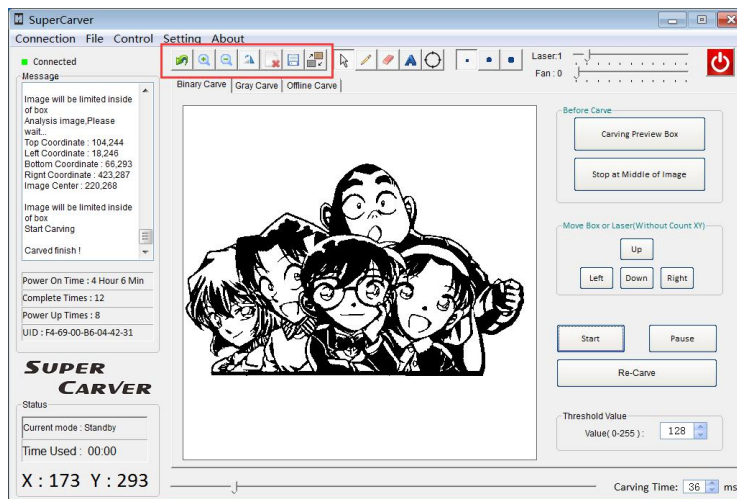 SuperCarver
Connection File Control Setting About
Connected
Message
Image will be limited inside
of box
Analysis image,Please
wait...
Top Coordinate : 104,244
Left Coordinate : 18,246
Bottom Coordinate : 66,293
Rignt Coordinate : 423,287
Image Center : 220,268
Image will be limited inside
of box
Start Carving
Carved finish !
Power On Time : 4 Hour 6 Min
Complete Times : 12
Power Up Times : 8
UID : F4-69-00-B6-04-42-31
SUPER
CARVER
Status
Current mode : Standby
Time Used : 00:00
X : 173 Y : 293
A
Laser:1
Fan : 0
Binary Carve Gray Carve Offline Carve
Before Carve
Carving Preview Box
Stop at Middle of Image
Move Box or Laser(Without Count XY)
Up
Left Down Right
Start Pause
Re-Carve
Threshold Value
Value( 0-255 ) : 128
Carving Time: 36 ms